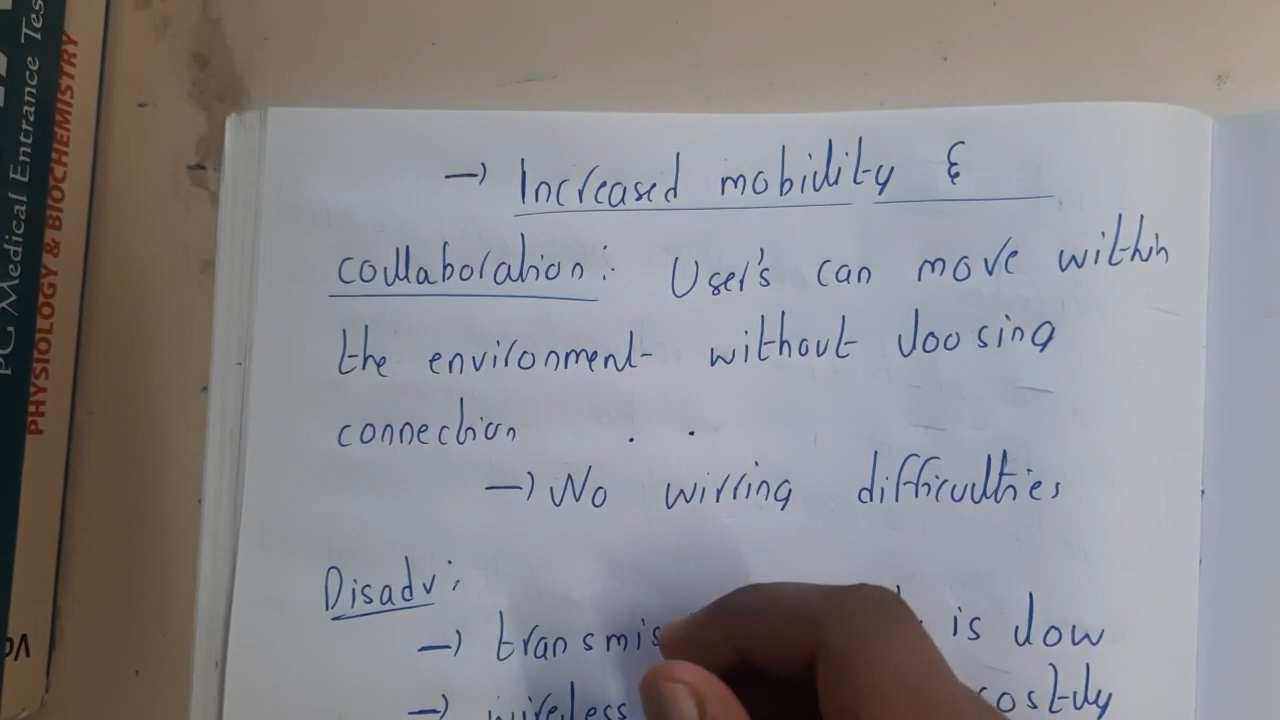 PG Medical Entrance Tes
PHYSIOLOGY & BIOCHEMISTRY
→ Increased mobility &
collaboration: User's can move within
the environment without loosing
connection
→ No wirring difficulties
Disadv:
→ transmis is low
→ wireless costly